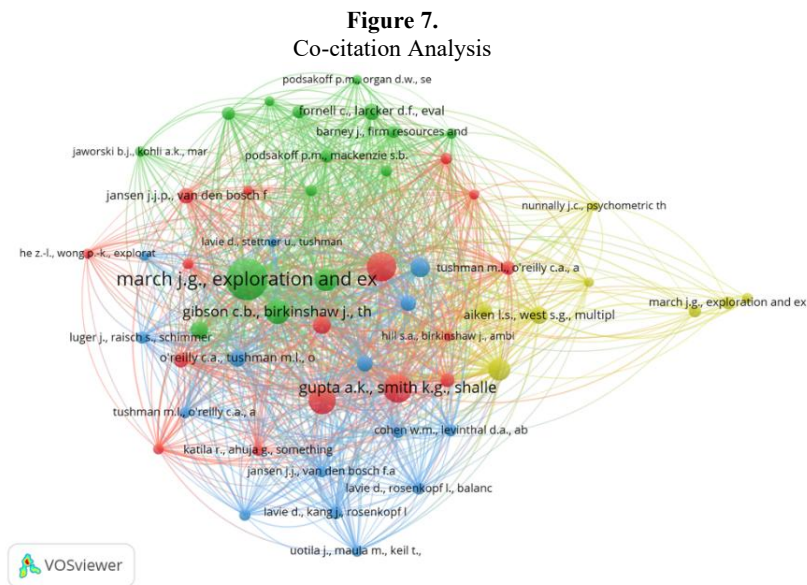 Figure 7.
Co-citation Analysis
podsakoff p.m., organ d.w., se
fornell c., larcker d.f., eval
barney j., firm resources and
jaworski b.j., kohli a.k., mar
podsakoff p.m., mackenzie s.b.
jansen j.j.p., van den bosch f
nunnally j.c., psychometric th
lavie d., stettner u., tushman
he z.-l., wong p.-k., explorat
tushman m.l., o'reilly c.a., a
march j.g., exploration and ex
march j.g., exploration and ex
gibson c.b., birkinshaw j., th
aiken l.s., west s.g., multipl
luger j., raisch s., schimmer
hill s.a., birkinshaw j., ambi
o'reilly c.a., tushman m.l., o
gupta a.k., smith k.g., shalle
tushman m.l., o'reilly c.a., a
cohen w.m., levinthal d.a., ab
katila r., ahuja g., something
jansen j.j., van den bosch f.a
lavie d., rosenkopf l., balanc
lavie d., kang j., rosenkopf l
uotila j., maula m., keil t.,
VOSviewer